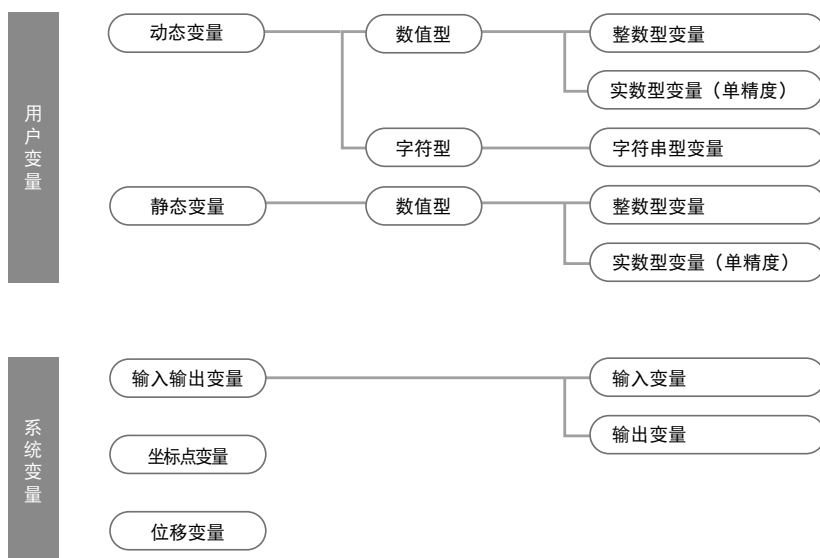 用户变量
动态变量
数值型
整数型变量
实数型变量（单精度）
字符型
字符串型变量
静态变量
数值型
整数型变量
实数型变量（单精度）
系统变量
输入输出变量
输入变量
输出变量
坐标点变量
位移变量